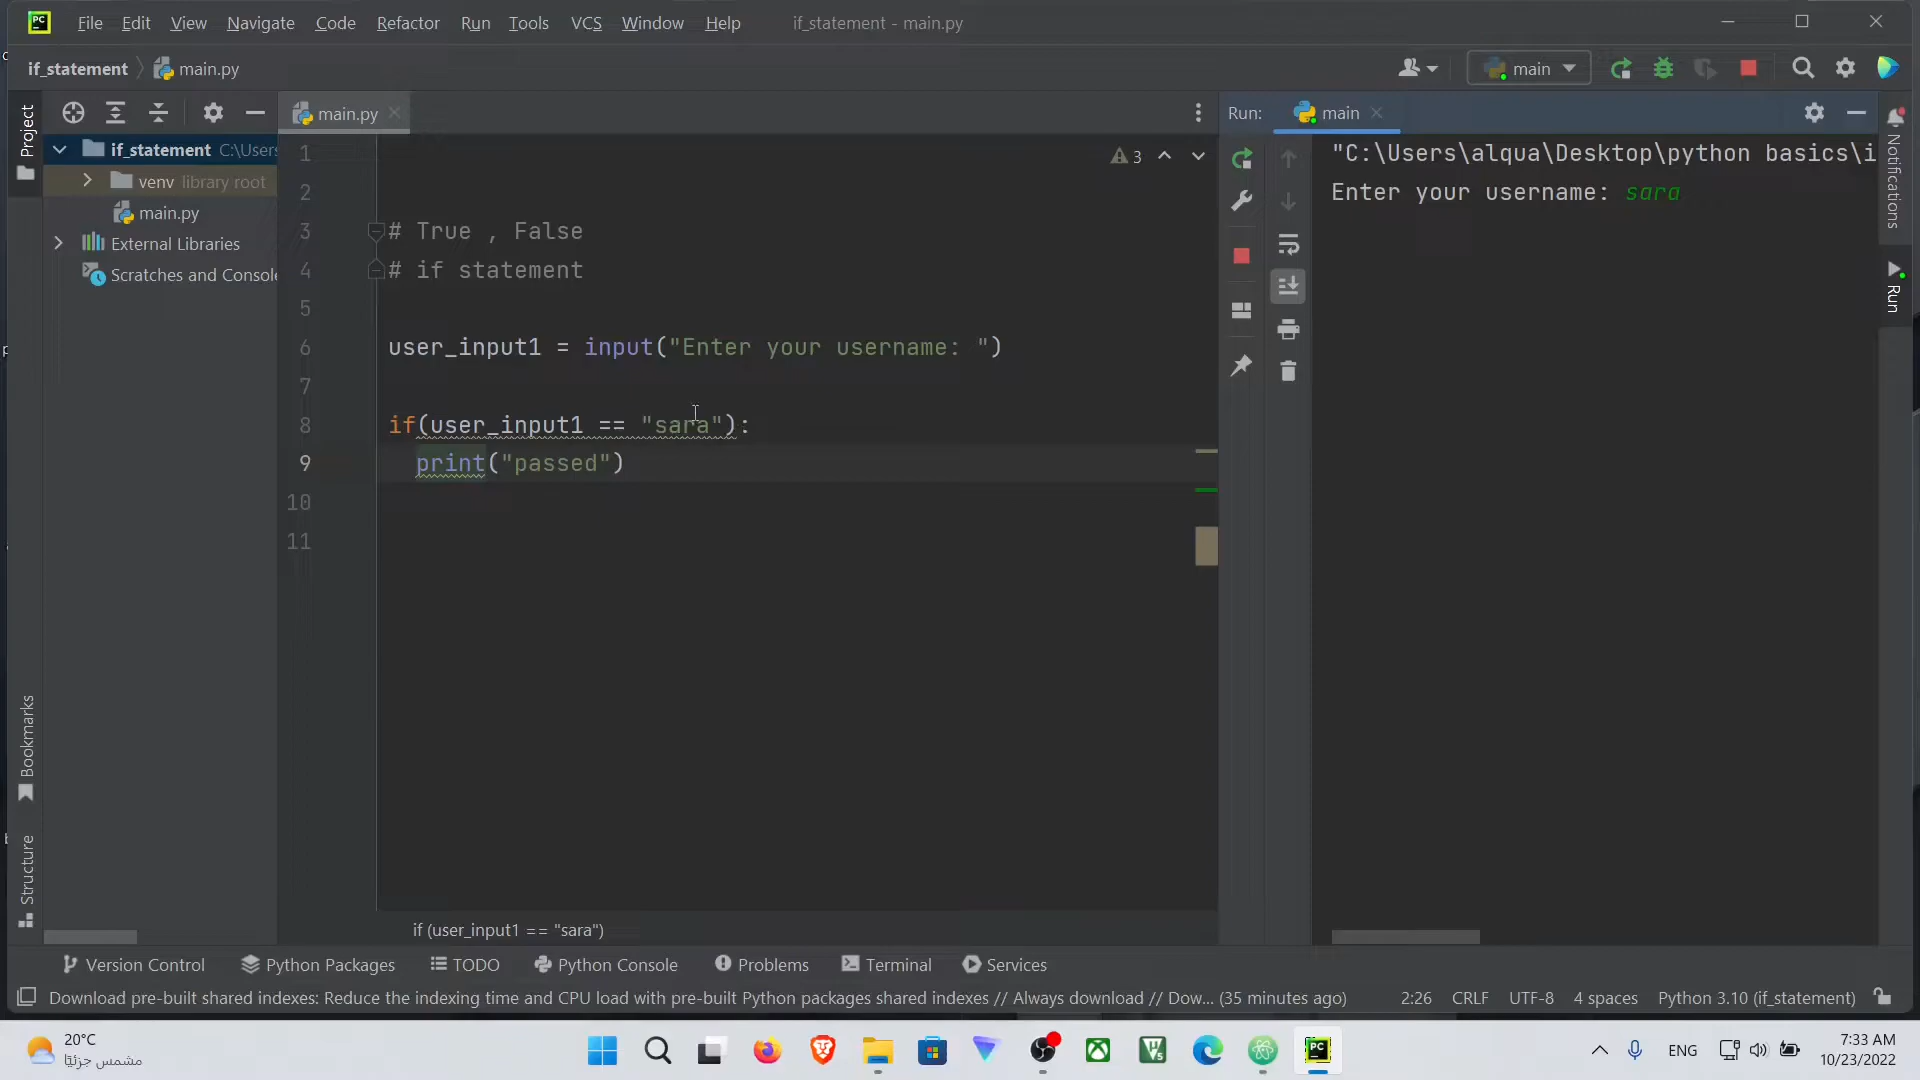 File Edit View Navigate Code Refactor Run Tools VCS Window Help if_statement - main.py
if_statement main.py main
Project
main.py
Run: main
Notifications
if_statement C:\Users
venv library root
main.py
External Libraries
Scratches and Console
1
2
3 # True , False
4 # if statement
5
6 user_input1 = input("Enter your username: ")
7
8 if(user_input1 == "sara"):
9 print("passed")
10
11
3
"C:\Users\alqua\Desktop\python basics\i
Enter your username: sara
Run
Bookmarks
Structure
if (user_input1 == "sara")
Version Control Python Packages TODO Python Console Problems Terminal Services
Download pre-built shared indexes: Reduce the indexing time and CPU load with pre-built Python packages shared indexes // Always download // Dow... (35 minutes ago) 2:26 CRLF UTF-8 4 spaces Python 3.10 (if_statement)
20°C
مشمس جزئيًا
ENG
7:33 AM
10/23/2022